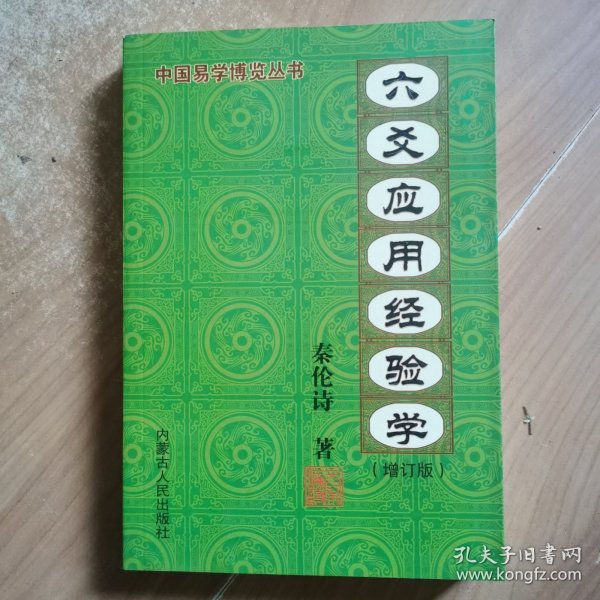 中国易学博览丛书
六爻应用经验学
（增订版）
秦伦诗 著
内蒙古人民出版社
孔夫子旧书网
www.kongfz.com